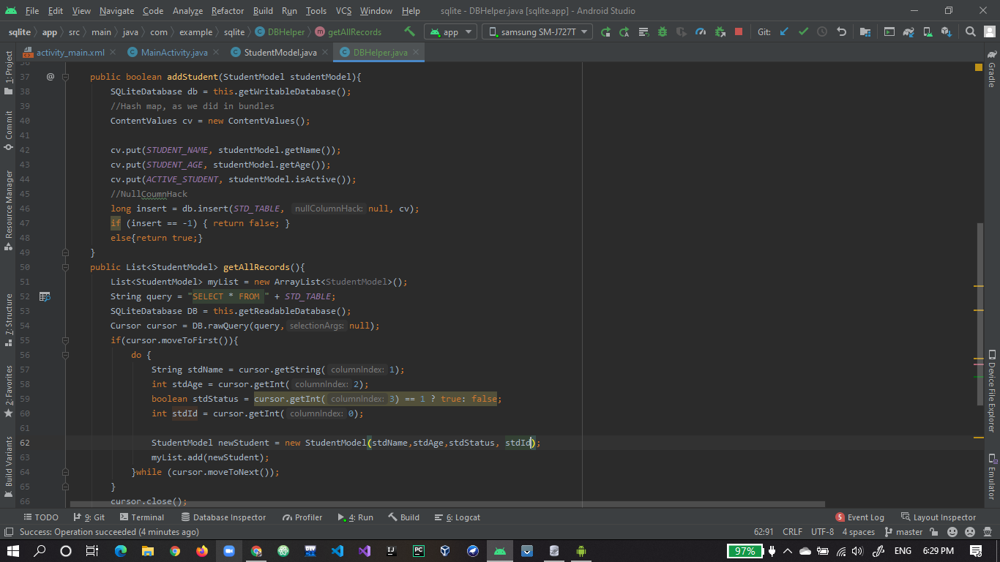 File Edit View Navigate Code Analyze Refactor Build Run Tools VCS Window Help sqlite - DBHelper.java [sqlite.app] - Android Studio
sqlite app src main java com example sqlite DBHelper getAllRecords app samsung SM-J727T Git:
activity_main.xml MainActivity.java StudentModel.java DBHelper.java
1: Project
Commit
Resource Manager
7: Structure
2: Favorites
Build Variants
36
37 public boolean addStudent(StudentModel studentModel){
38 SQLiteDatabase db = this.getWritableDatabase();
39 //Hash map, as we did in bundles
40 ContentValues cv = new ContentValues();
41
42 cv.put(STUDENT_NAME, studentModel.getName());
43 cv.put(STUDENT_AGE, studentModel.getAge());
44 cv.put(ACTIVE_STUDENT, studentModel.isActive());
45 //NullCoumnHack
46 long insert = db.insert(STD_TABLE, nullColumnHack: null, cv);
47 if (insert == -1) { return false; }
48 else{return true;}
49 }
50 public List<StudentModel> getAllRecords(){
51 List<StudentModel> myList = new ArrayList<StudentModel>();
52 String query = "SELECT * FROM " + STD_TABLE;
53 SQLiteDatabase DB = this.getReadableDatabase();
54 Cursor cursor = DB.rawQuery(query, selectionArgs: null);
55 if(cursor.moveToFirst()){
56 do {
57 String stdName = cursor.getString( columnIndex: 1);
58 int stdAge = cursor.getInt( columnIndex: 2);
59 boolean stdStatus = cursor.getInt( columnIndex: 3) == 1 ? true: false;
60 int stdId = cursor.getInt( columnIndex: 0);
61
62 StudentModel newStudent = new StudentModel(stdName,stdAge,stdStatus, stdId);
63 myList.add(newStudent);
64 }while (cursor.moveToNext());
65 }
66 cursor.close();
Gradle
Device File Explorer
Emulator
TODO 9: Git Terminal Database Inspector Profiler 4: Run Build 6: Logcat 5 Event Log Layout Inspector
Success: Operation succeeded (4 minutes ago) 62:91 CRLF UTF-8 4 spaces master
97% ENG 6:29 PM